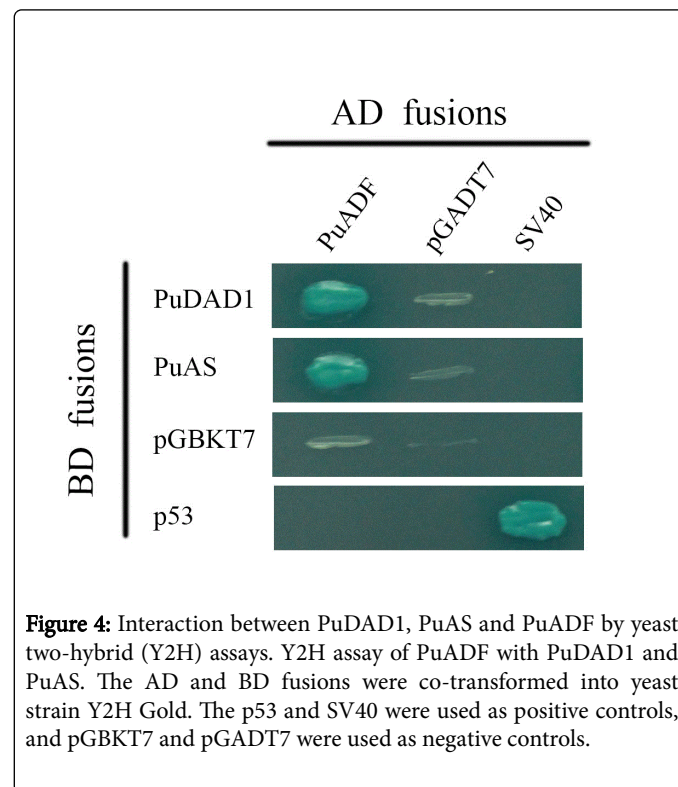 AD fusions
PuADF
pGADT7
SV40
BD fusions
PuDAD1
PuAS
pGBKT7
p53
Figure 4: Interaction between PuDAD1, PuAS and PuADF by yeast
two-hybrid (Y2H) assays. Y2H assay of PuADF with PuDAD1 and
PuAS. The AD and BD fusions were co-transformed into yeast
strain Y2H Gold. The p53 and SV40 were used as positive controls,
and pGBKT7 and pGADT7 were used as negative controls.